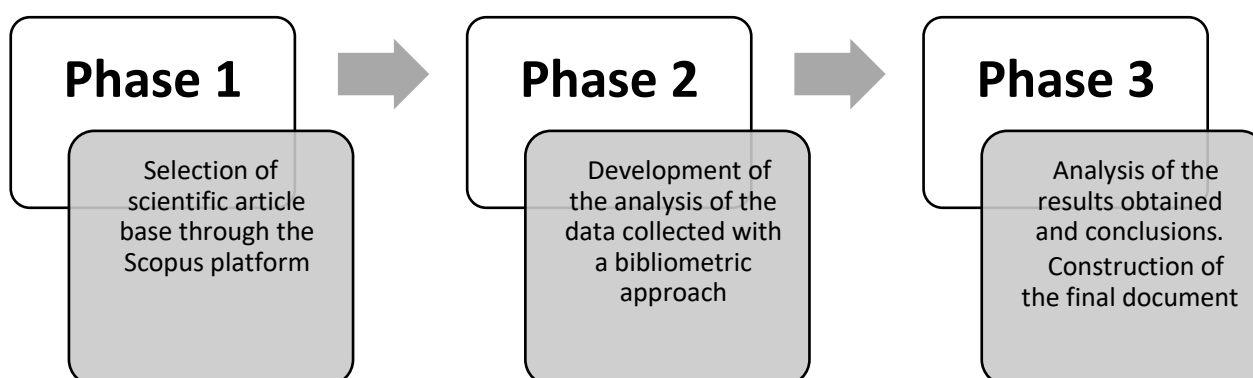 Phase 1
Selection of
scientific article
base through the
Scopus platform
Phase 2
Development of
the analysis of the
data collected with
a bibliometric
approach
Phase 3
Analysis of the
results obtained
and conclusions.
Construction of
the final document